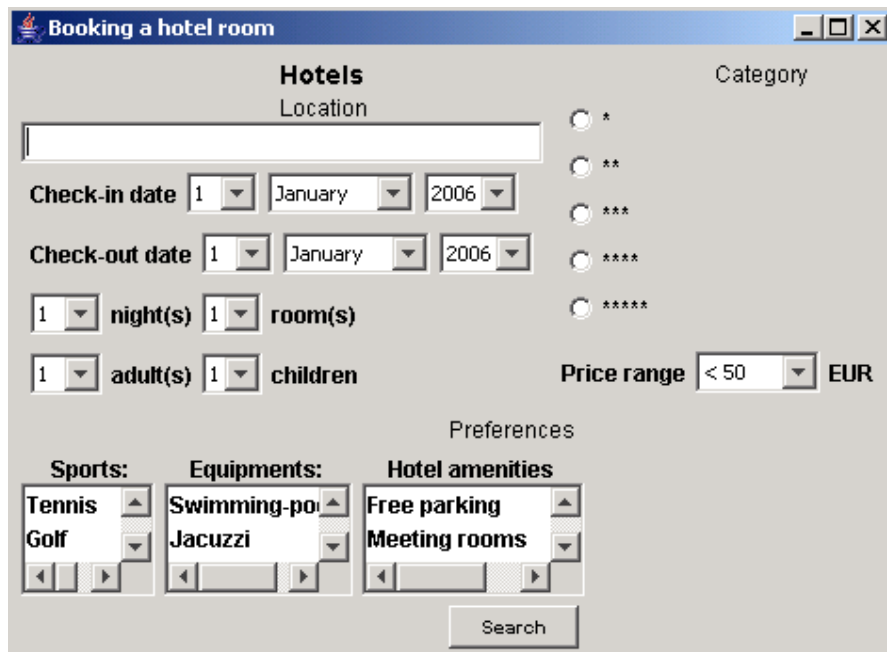 Booking a hotel room
Hotels
Location
Check-in date 1 January 2006
Check-out date 1 January 2006
1 night(s) 1 room(s)
1 adult(s) 1 children
Category
*
**
***
****
*****
Price range < 50 EUR
Preferences
Sports:
Tennis
Golf
Equipments:
Swimming-po
Jacuzzi
Hotel amenities
Free parking
Meeting rooms
Search